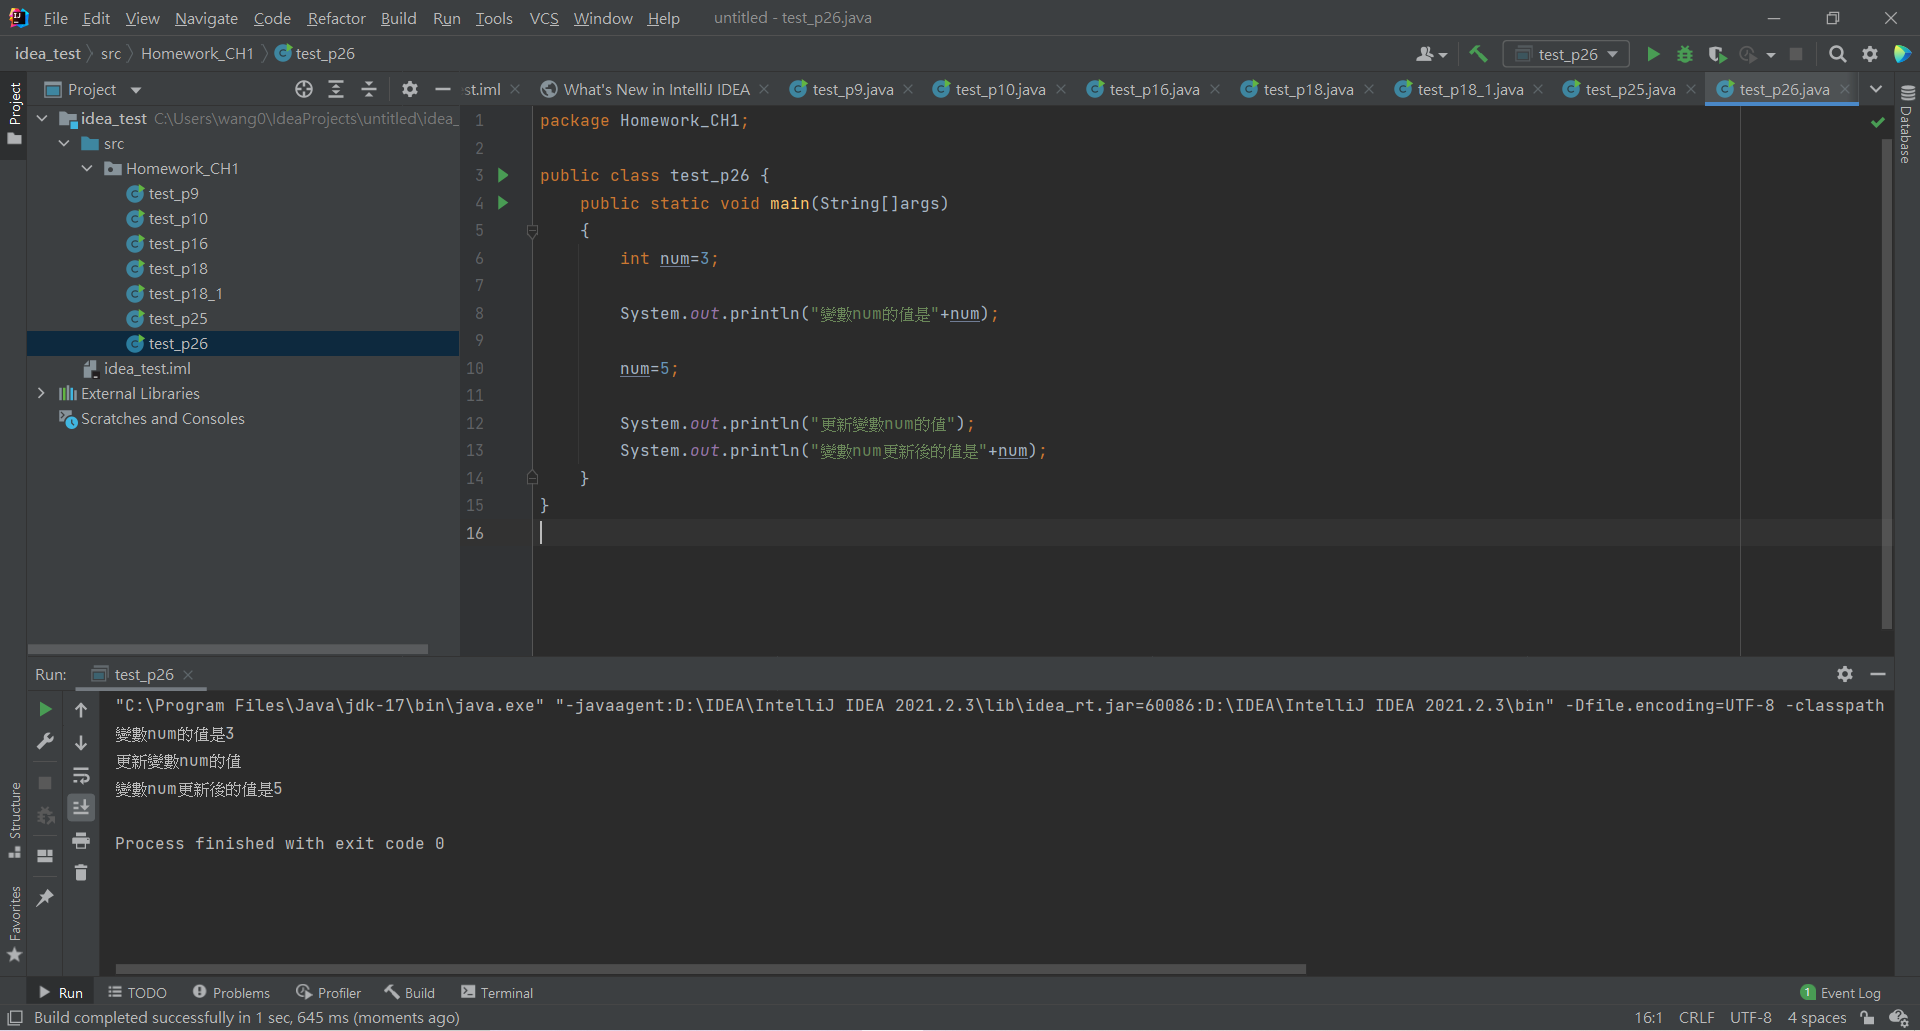 File Edit View Navigate Code Refactor Build Run Tools VCS Window Help untitled - test_p26.java
idea_test src Homework_CH1 test_p26 test_p26
Project
st.iml What's New in IntelliJ IDEA test_p9.java test_p10.java test_p16.java test_p18.java test_p18_1.java test_p25.java test_p26.java
Project
Database
idea_test C:\Users\wang0\IdeaProjects\untitled\idea_
src
Homework_CH1
test_p9
test_p10
test_p16
test_p18
test_p18_1
test_p25
test_p26
idea_test.iml
External Libraries
Scratches and Consoles
1 package Homework_CH1;
2
3 public class test_p26 {
4 public static void main(String[]args)
5 {
6 int num=3;
7
8 System.out.println("變數num的值是"+num);
9
10 num=5;
11
12 System.out.println("更新變數num的值");
13 System.out.println("變數num更新後的值是"+num);
14 }
15 }
16
Run: test_p26
"C:\Program Files\Java\jdk-17\bin\java.exe" "-javaagent:D:\IDEA\IntelliJ IDEA 2021.2.3\lib\idea_rt.jar=60086:D:\IDEA\IntelliJ IDEA 2021.2.3\bin" -Dfile.encoding=UTF-8 -classpath
變數num的值是3
更新變數num的值
變數num更新後的值是5
Process finished with exit code 0
Structure
Favorites
Run TODO Problems Profiler Build Terminal 1 Event Log
Build completed successfully in 1 sec, 645 ms (moments ago) 16:1 CRLF UTF-8 4 spaces